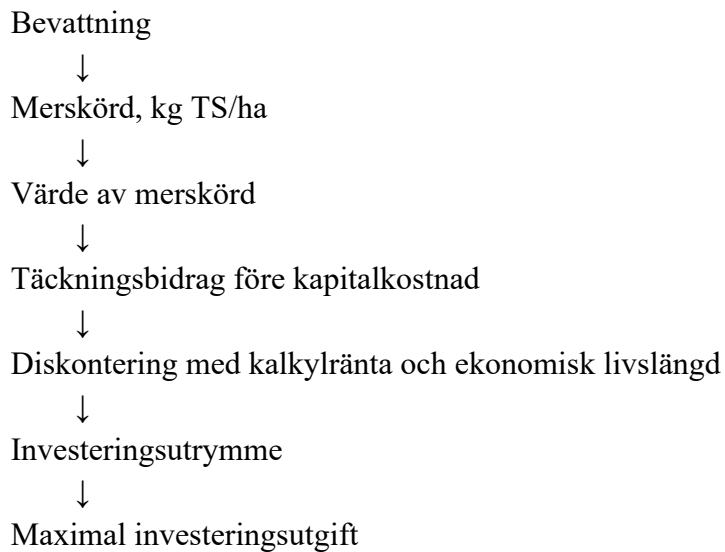 Bevattning
↓
Merskörd, kg TS/ha
↓
Värde av merskörd
↓
Täckningsbidrag före kapitalkostnad
↓
Diskontering med kalkylränta och ekonomisk livslängd
↓
Investeringsutrymme
↓
Maximal investeringsutgift